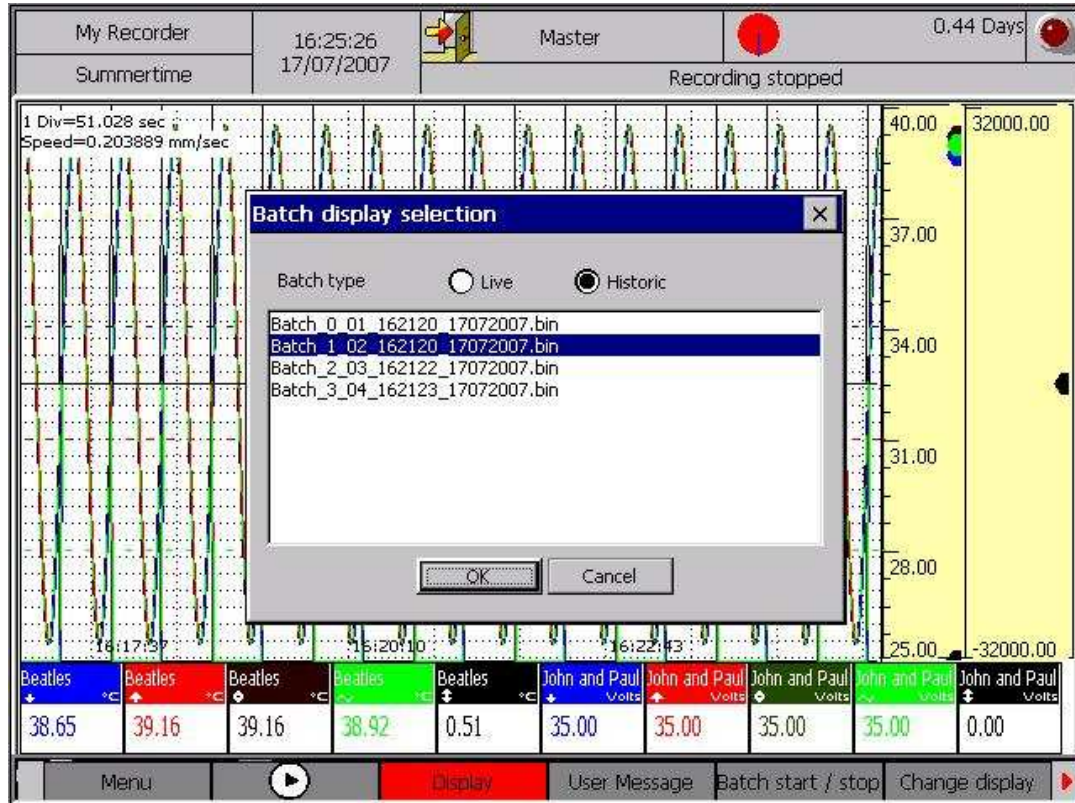 My Recorder
Summertime
16:25:26
17/07/2007
Master
0.44 Days
Recording stopped
1 Div=51.028 sec
Speed=0.203889 mm/sec
40.00
32000.00
37.00
34.00
31.00
28.00
25.00
-32000.00
Batch display selection
Batch type
Live
Historic
Batch_0_01_162120_17072007.bin
Batch_1_02_162120_17072007.bin
Batch_2_03_162122_17072007.bin
Batch_3_04_162123_17072007.bin
OK
Cancel
16:17:37
16:20:10
16:22:43
Beatles °C 38.65
Beatles °C 39.16
Beatles °C 39.16
Beatles °C 38.92
Beatles °C 0.51
John and Paul Volts 35.00
John and Paul Volts 35.00
John and Paul Volts 35.00
John and Paul Volts 35.00
John and Paul Volts 0.00
Menu
Display
User Message
Batch start / stop
Change display